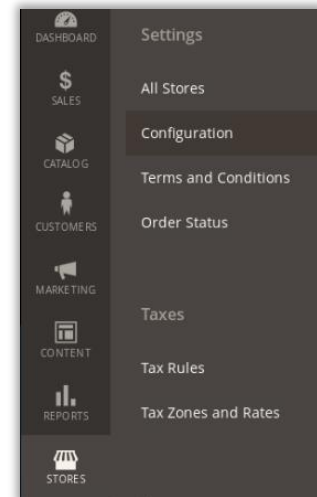 DASHBOARD
SALES
CATALOG
CUSTOMERS
MARKETING
CONTENT
REPORTS
STORES
Settings
All Stores
Configuration
Terms and Conditions
Order Status
Taxes
Tax Rules
Tax Zones and Rates